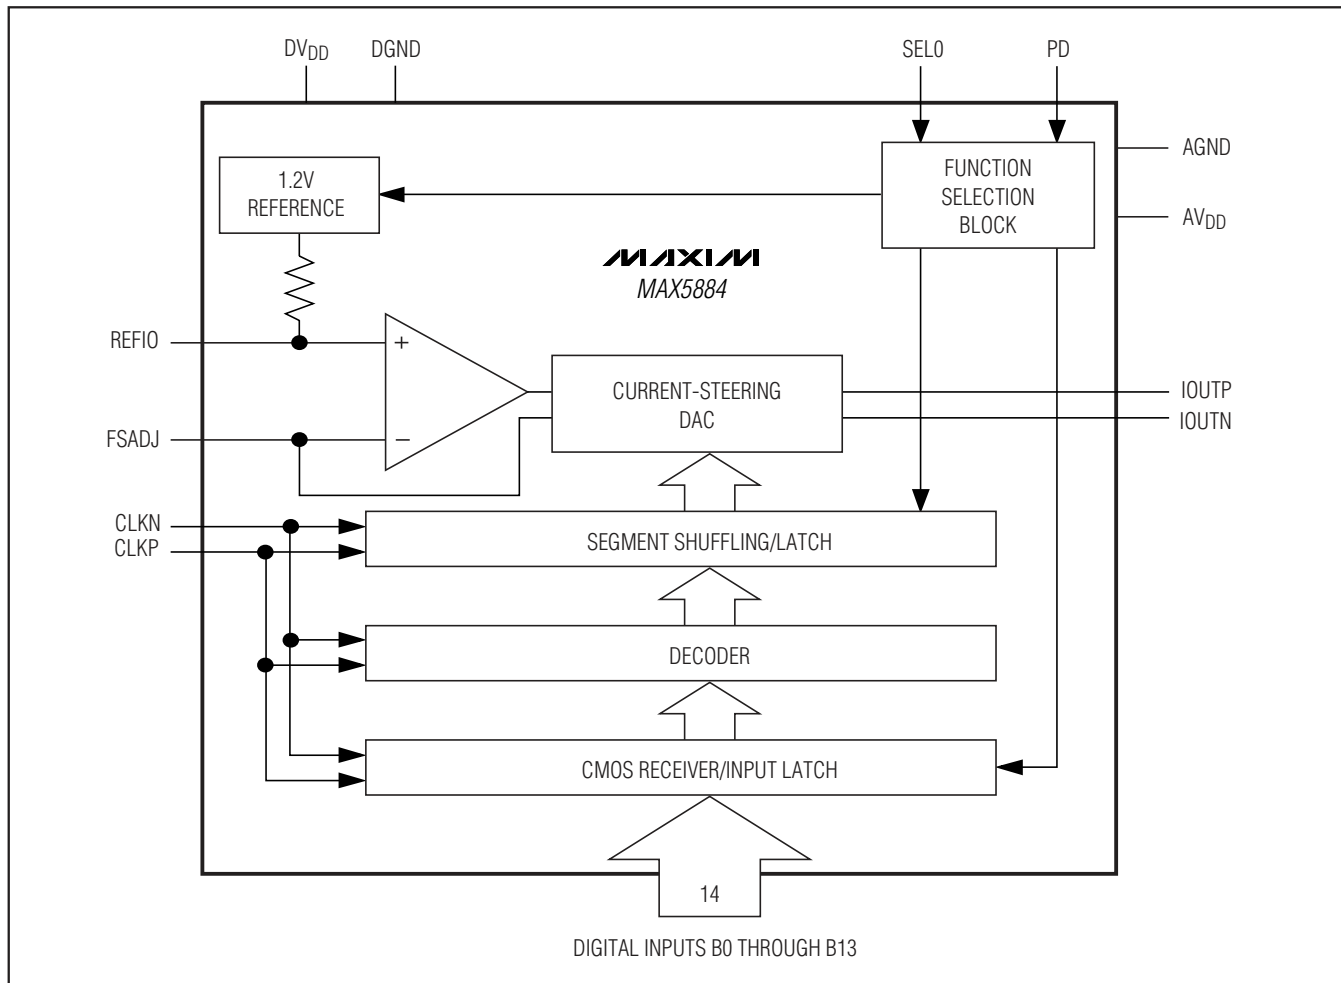 DVDD
DGND
SEL0
PD
AGND
AVDD
1.2V
REFERENCE
FUNCTION
SELECTION
BLOCK
MAXIM
MAX5884
REFIO
+
CURRENT-STEERING
DAC
IOUTP
IOUTN
FSADJ
−
CLKN
CLKP
SEGMENT SHUFFLING/LATCH
DECODER
CMOS RECEIVER/INPUT LATCH
14
DIGITAL INPUTS B0 THROUGH B13